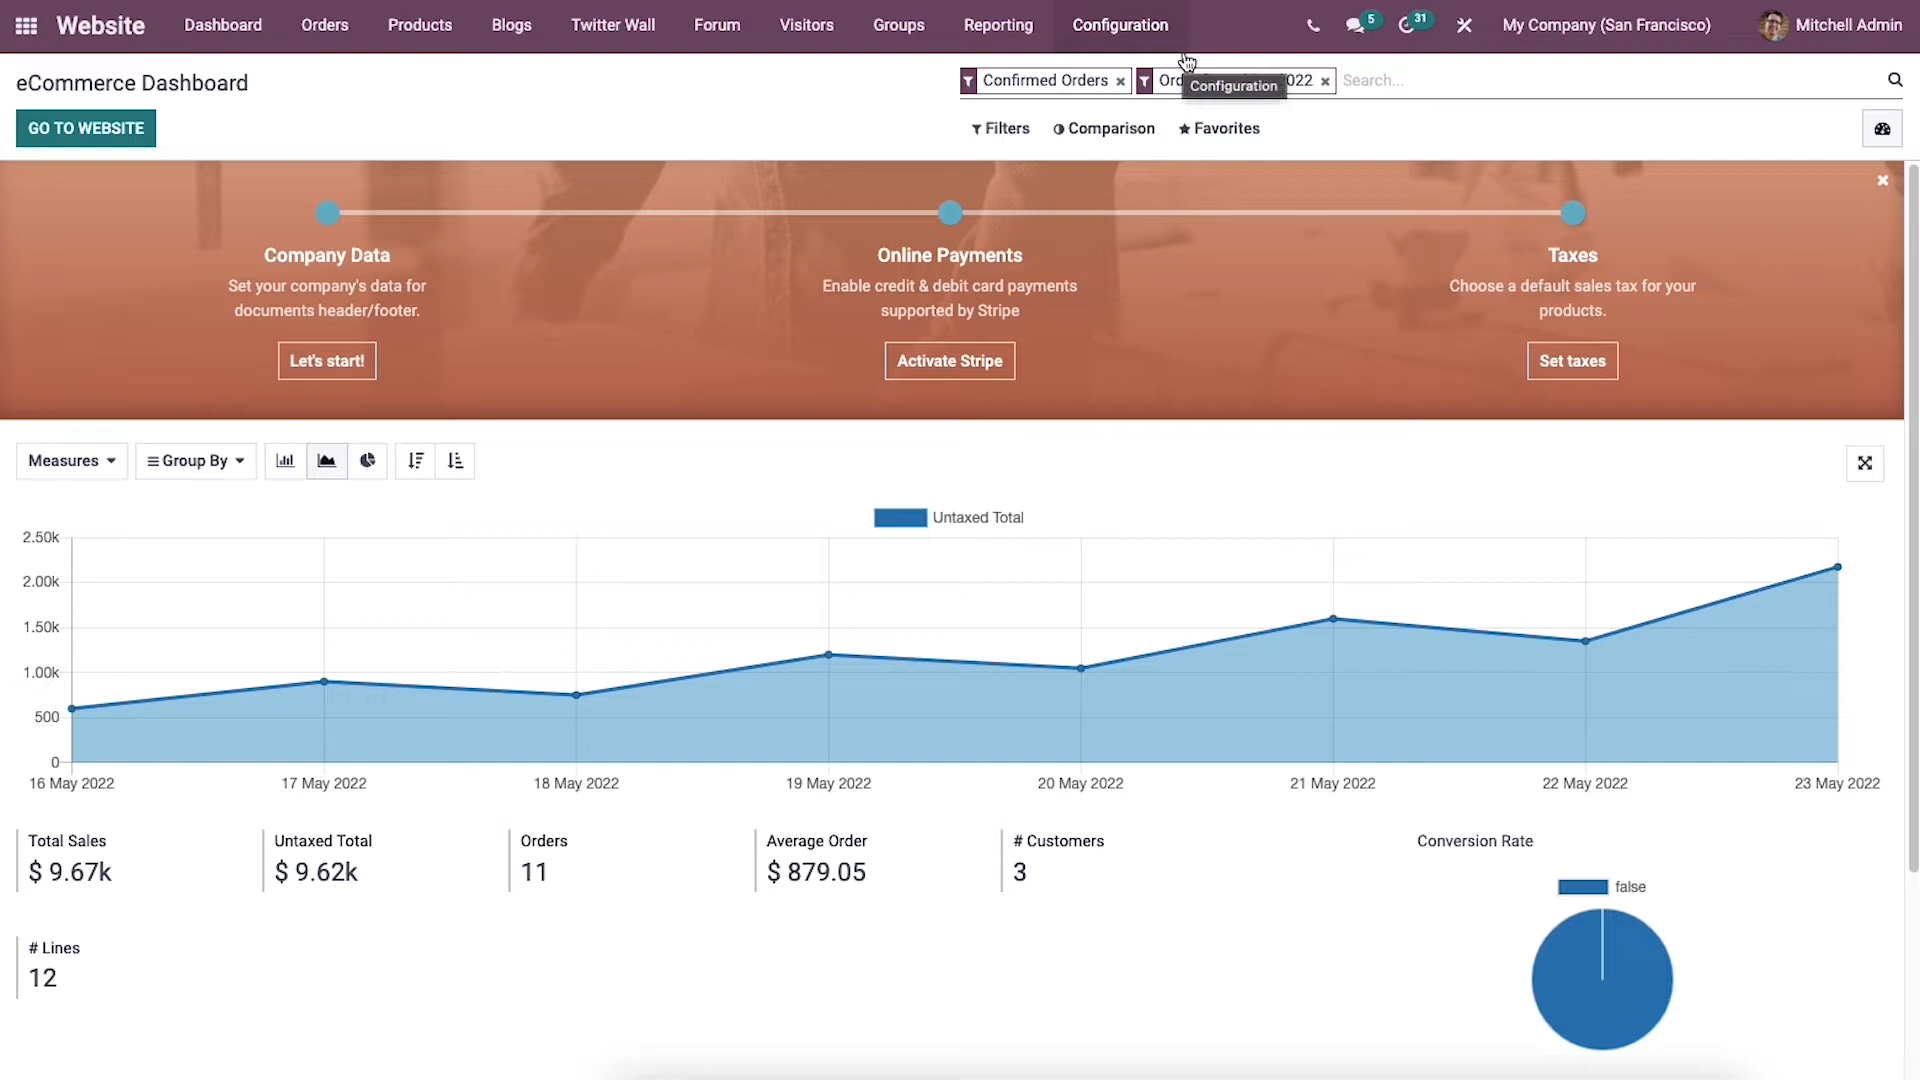 Website Dashboard Orders Products Blogs Twitter Wall Forum Visitors Groups Reporting Configuration 5 31 My Company (San Francisco) Mitchell Admin
eCommerce Dashboard
Confirmed Orders × 2022 × Search...
Configuration
GO TO WEBSITE
Filters Comparison Favorites
Company Data
Set your company's data for
documents header/footer.
Let's start!
Online Payments
Enable credit & debit card payments
supported by Stripe
Activate Stripe
Taxes
Choose a default sales tax for your
products.
Set taxes
Measures Group By
Untaxed Total
2.50k
2.00k
1.50k
1.00k
500
0
16 May 2022 17 May 2022 18 May 2022 19 May 2022 20 May 2022 21 May 2022 22 May 2022 23 May 2022
Total Sales
$ 9.67k
Untaxed Total
$ 9.62k
Orders
11
Average Order
$ 879.05
# Customers
3
Conversion Rate
false
# Lines
12